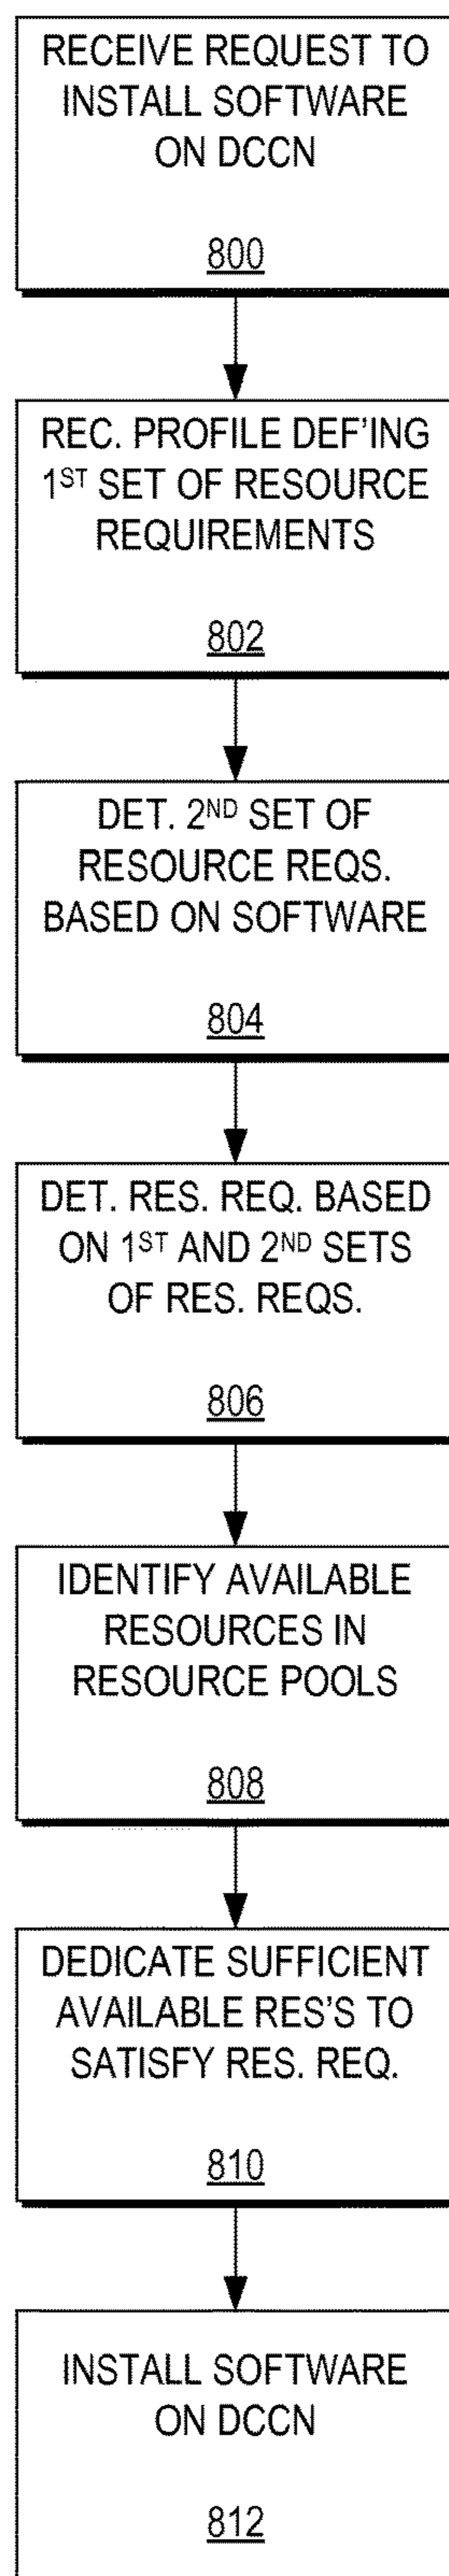 RECEIVE REQUEST TO
INSTALL SOFTWARE
ON DCCN
800
REC. PROFILE DEF'ING
1ST SET OF RESOURCE
REQUIREMENTS
802
DET. 2ND SET OF
RESOURCE REQS.
BASED ON SOFTWARE
804
DET. RES. REQ. BASED
ON 1ST AND 2ND SETS
OF RES. REQS.
806
IDENTIFY AVAILABLE
RESOURCES IN
RESOURCE POOLS
808
DEDICATE SUFFICIENT
AVAILABLE RES'S TO
SATISFY RES. REQ.
810
INSTALL SOFTWARE
ON DCCN
812